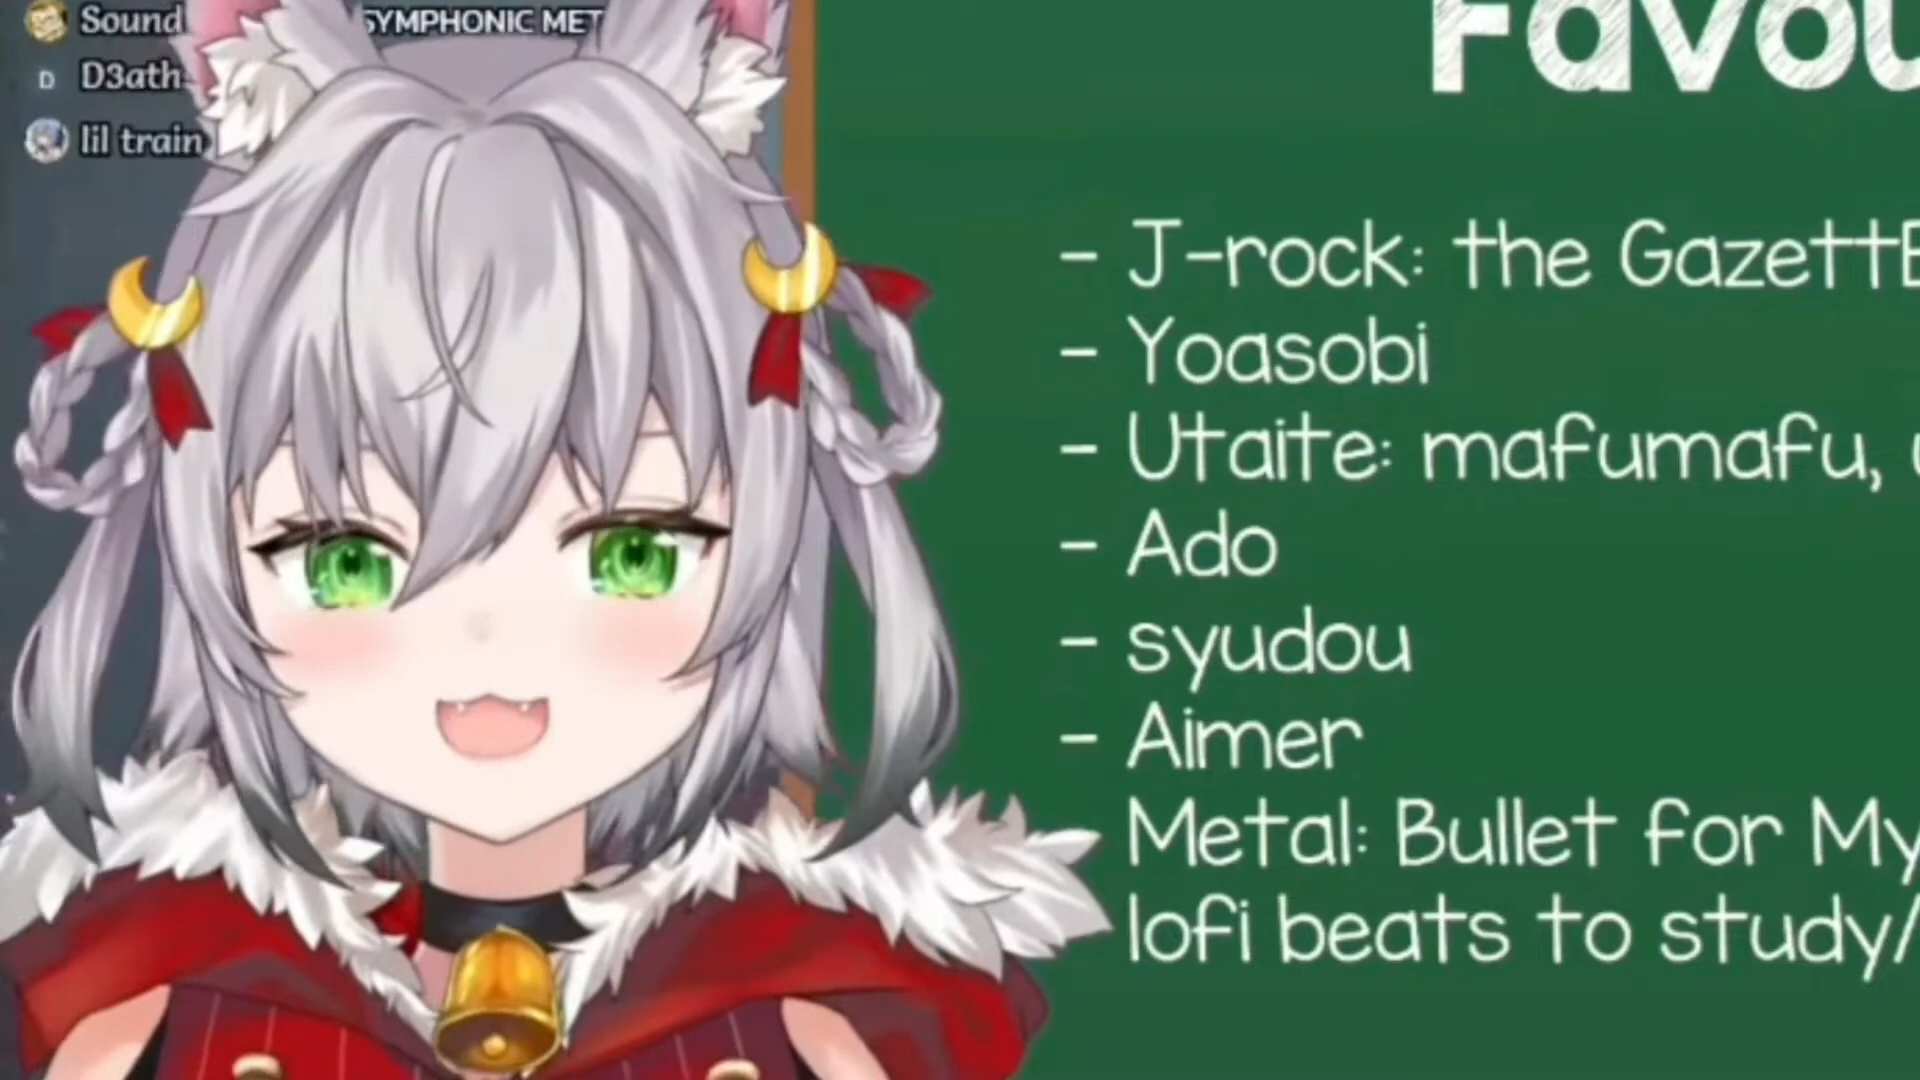 Sound
SYMPHONIC MET
D3ath
lil train
Favou
- J-rock: the GazettE
- Yoasobi
- Utaite: mafumafu,
- Ado
- syudou
- Aimer
Metal: Bullet for My
lofi beats to study/